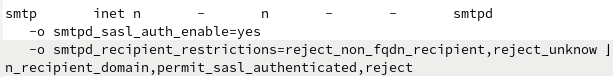 smtp inet n - n - - smtpd
-o smtpd_sasl_auth_enable=yes
-o smtpd_recipient_restrictions=reject_non_fqdn_recipient,reject_unknow⌋
n_recipient_domain,permit_sasl_authenticated,reject